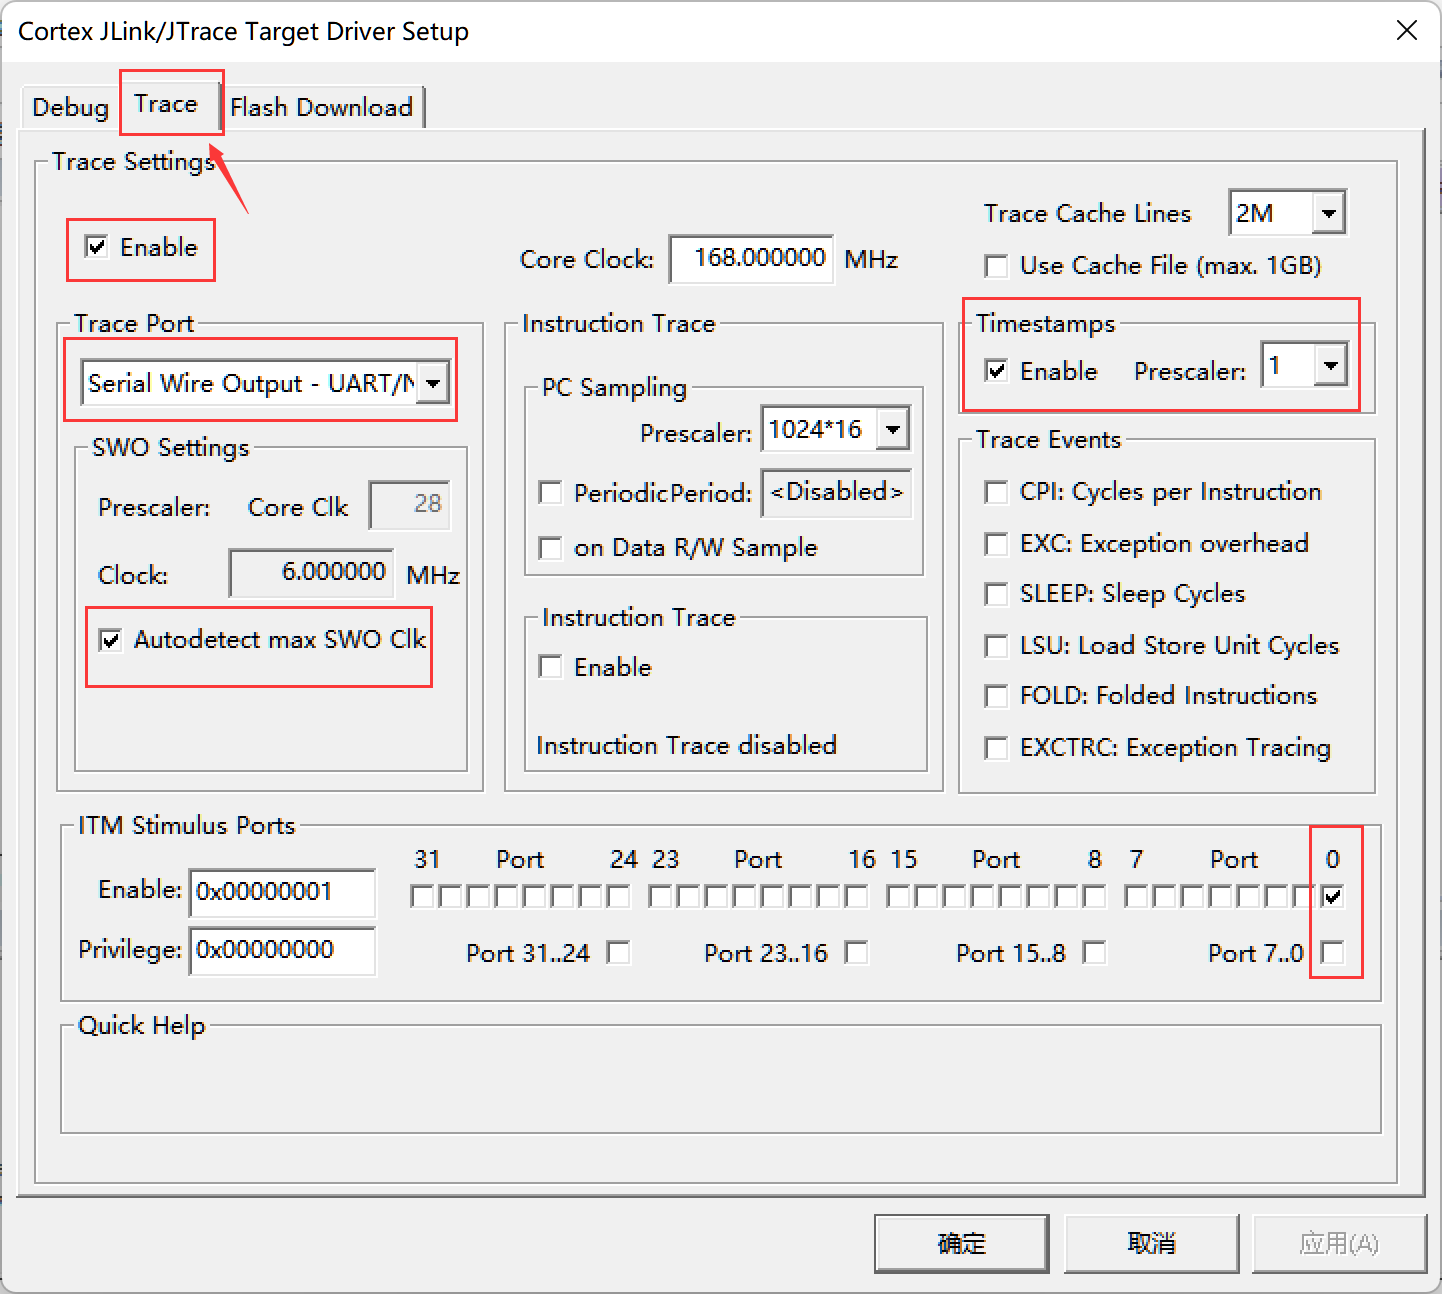 Cortex JLink/JTrace Target Driver Setup
Debug Trace Flash Download
Trace Settings
Enable
Core Clock: 168.000000 MHz
Trace Cache Lines 2M
Use Cache File (max. 1GB)
Trace Port
Serial Wire Output - UART/N
SWO Settings
Prescaler: Core Clk 28
Clock: 6.000000 MHz
Autodetect max SWO Clk
Instruction Trace
PC Sampling
Prescaler: 1024*16
Periodic Period: <Disabled>
on Data R/W Sample
Instruction Trace
Enable
Instruction Trace disabled
Timestamps
Enable Prescaler: 1
Trace Events
CPI: Cycles per Instruction
EXC: Exception overhead
SLEEP: Sleep Cycles
LSU: Load Store Unit Cycles
FOLD: Folded Instructions
EXCTRC: Exception Tracing
ITM Stimulus Ports
31 Port 24 23 Port 16 15 Port 8 7 Port 0
Enable: 0x00000001
Privilege: 0x00000000 Port 31..24 Port 23..16 Port 15..8 Port 7..0
Quick Help
确定 取消 应用(A)